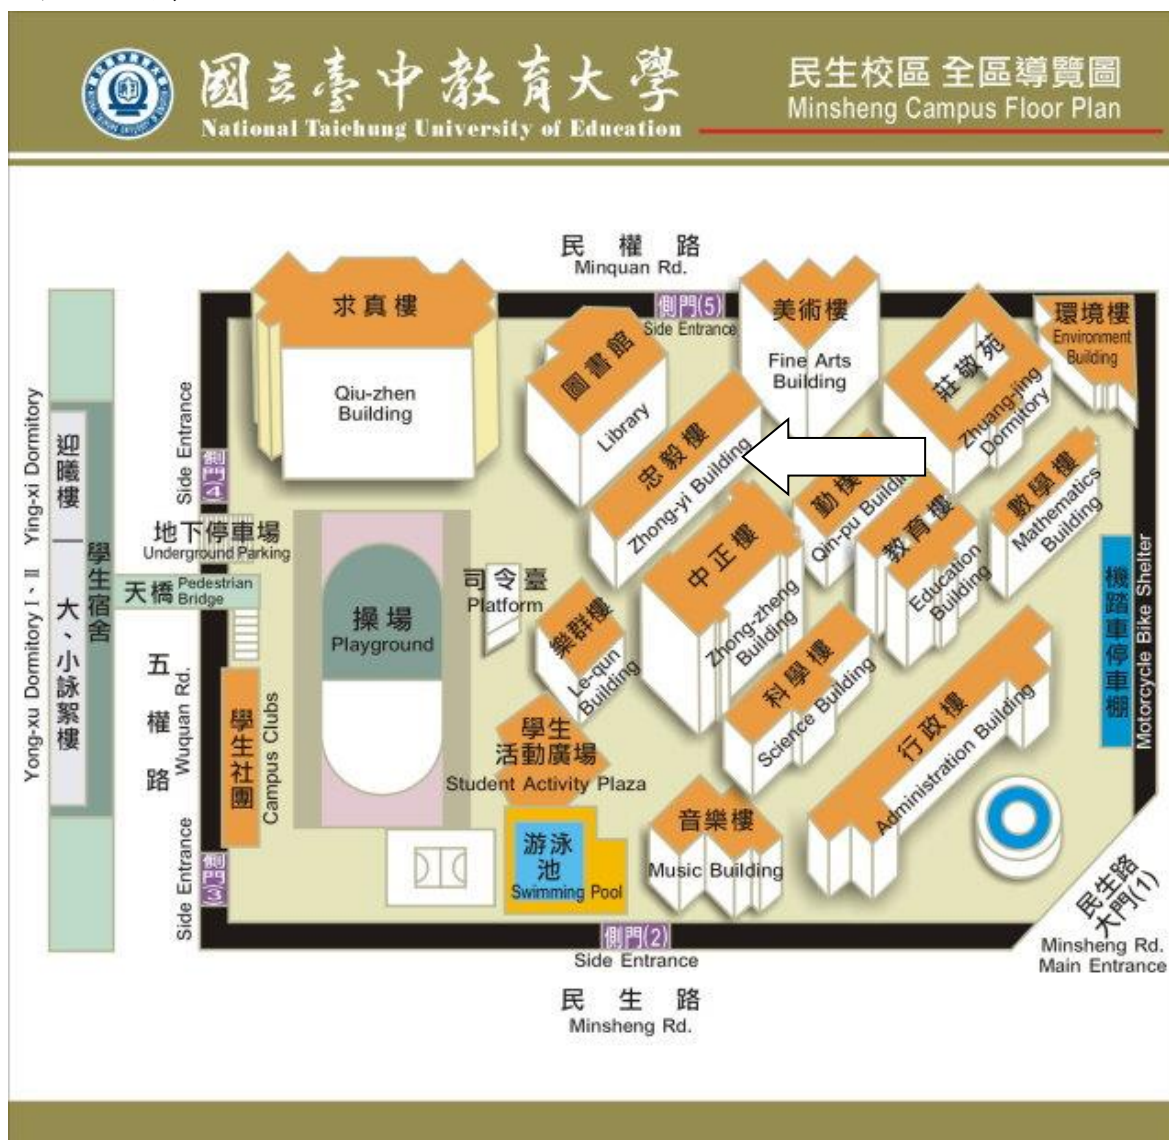 國立臺中教育大學
National Taichung University of Education
民生校區 全區導覽圖
Minsheng Campus Floor Plan
民權路
Minquan Rd.
側門(5)
Side Entrance
求真樓
Qiu-zhen
Building
圖書館
Library
美術樓
Fine Arts
Building
莊敬苑
Zhuang-jing
Dormitory
環境樓
Environment
Building
忠毅樓
Zhong-yi Building
勤樸
Qin-pu Building
教育樓
Education
Building
數學樓
Mathematics
Building
中正樓
Zhong-zheng
Building
Side Entrance
側門(4)
地下停車場
Underground Parking
天橋
Pedestrian
Bridge
迎曦樓
Ying-xi Dormitory
大、小詠絮樓
Yong-xu Dormitory I、II
學生宿舍
五權路
Wuquan Rd.
學生社團
Campus Clubs
操場
Playground
司令臺
Platform
樂群樓
Le-qun
Building
科學樓
Science Building
行政樓
Administration Building
機踏車停車棚
Motorcycle Bike Shelter
學生
活動廣場
Student Activity Plaza
游泳
池
Swimming Pool
音樂樓
Music Building
Side Entrance
側門(3)
側門(2)
Side Entrance
民生路
大門(1)
Minsheng Rd.
Main Entrance
民生路
Minsheng Rd.